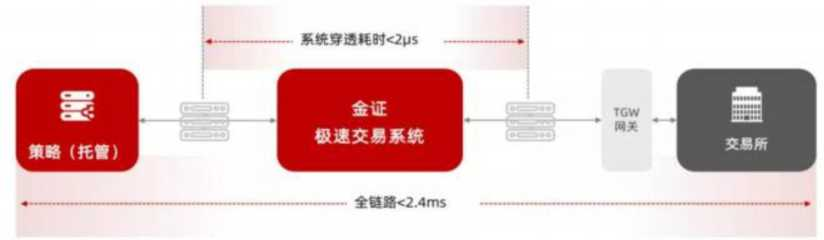 系统穿透耗时<2μs
策略（托管）
金证
极速交易系统
TGW
网关
交易所
全链路<2.4ms